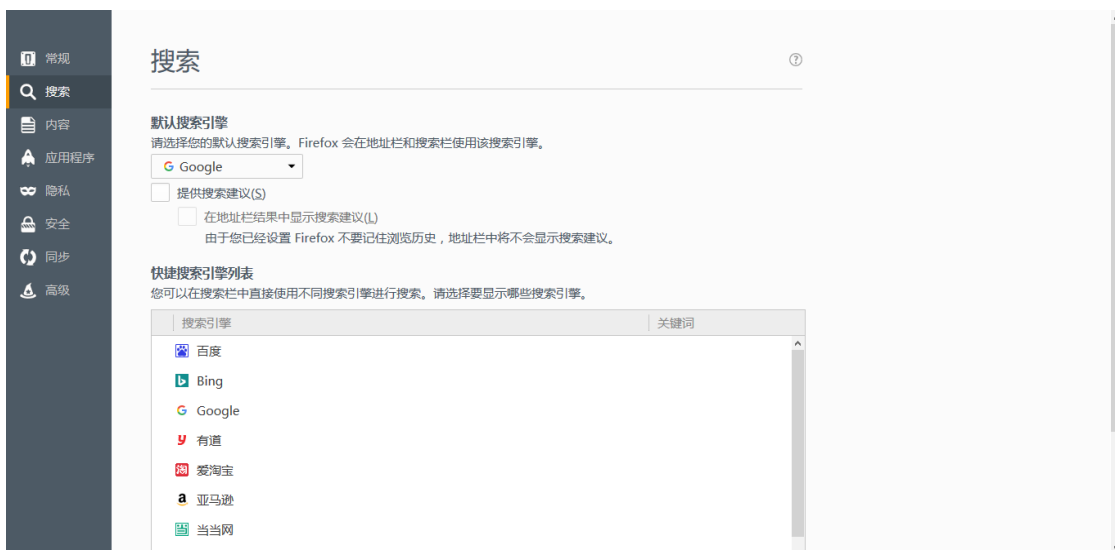 常规
搜索
内容
应用程序
隐私
安全
同步
高级
搜索
?
默认搜索引擎
请选择您的默认搜索引擎。Firefox 会在地址栏和搜索栏使用该搜索引擎。
Google
提供搜索建议(S)
在地址栏结果中显示搜索建议(L)
由于您已经设置 Firefox 不要记住浏览历史，地址栏中将不会显示搜索建议。
快捷搜索引擎列表
您可以在搜索栏中直接使用不同搜索引擎进行搜索。请选择要显示哪些搜索引擎。
搜索引擎 关键词
百度
Bing
Google
有道
爱淘宝
亚马逊
当当网